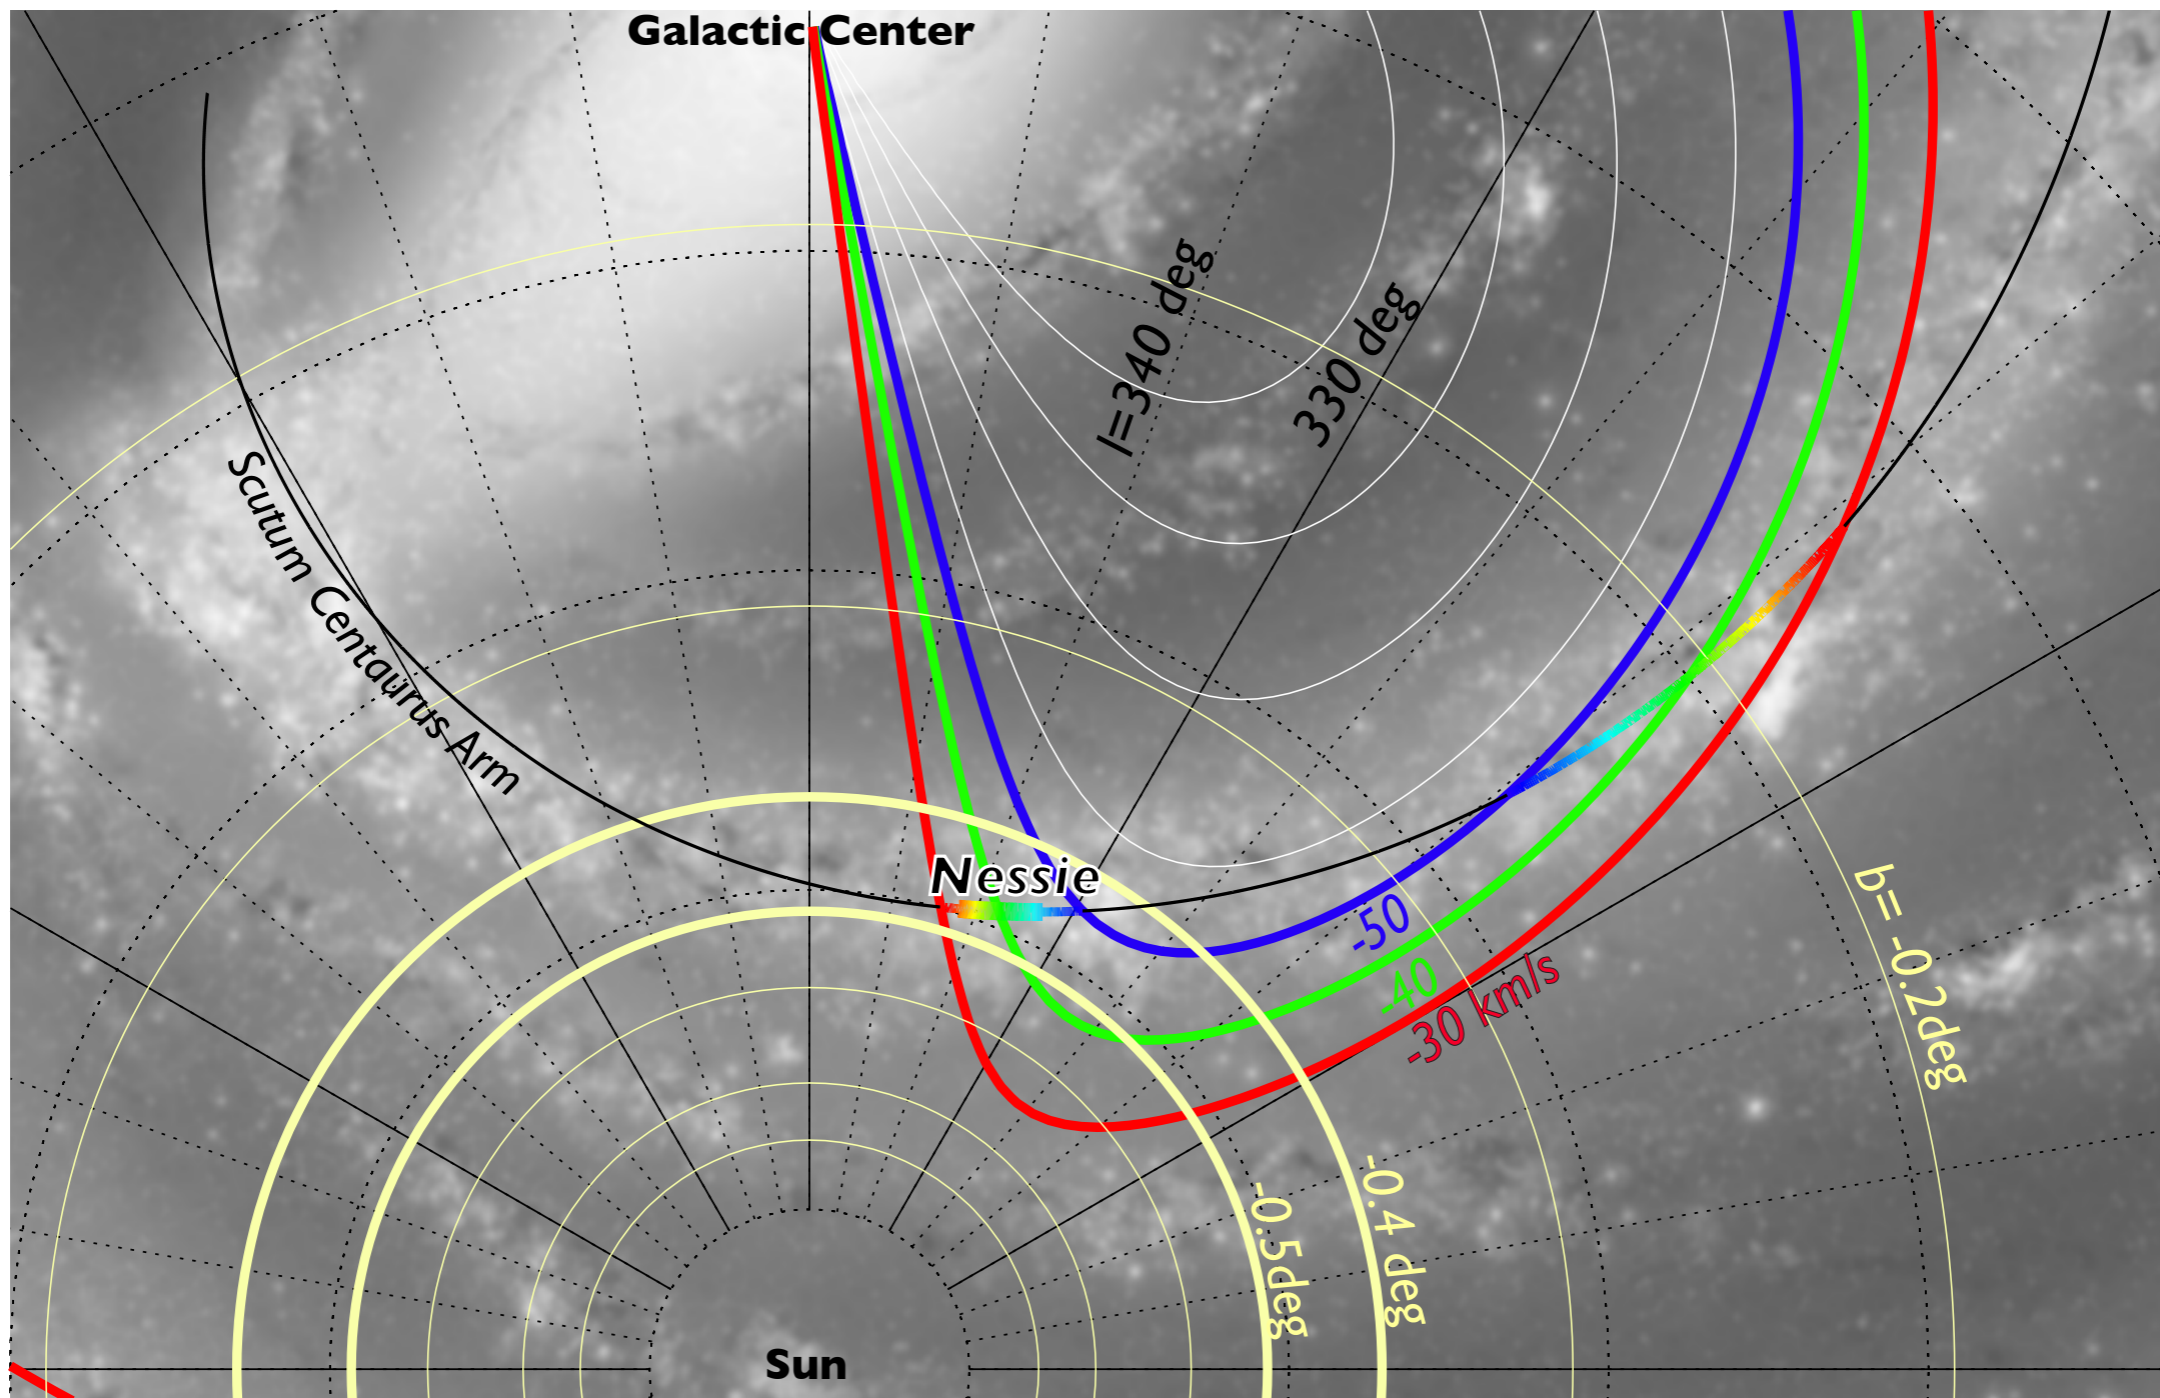 Galactic Center
l=340 deg
330 deg
Scutum Centaurus Arm
Nessie
-50
-40
-30 km/s
b= -0.2deg
-0.4 deg
-0.5deg
Sun